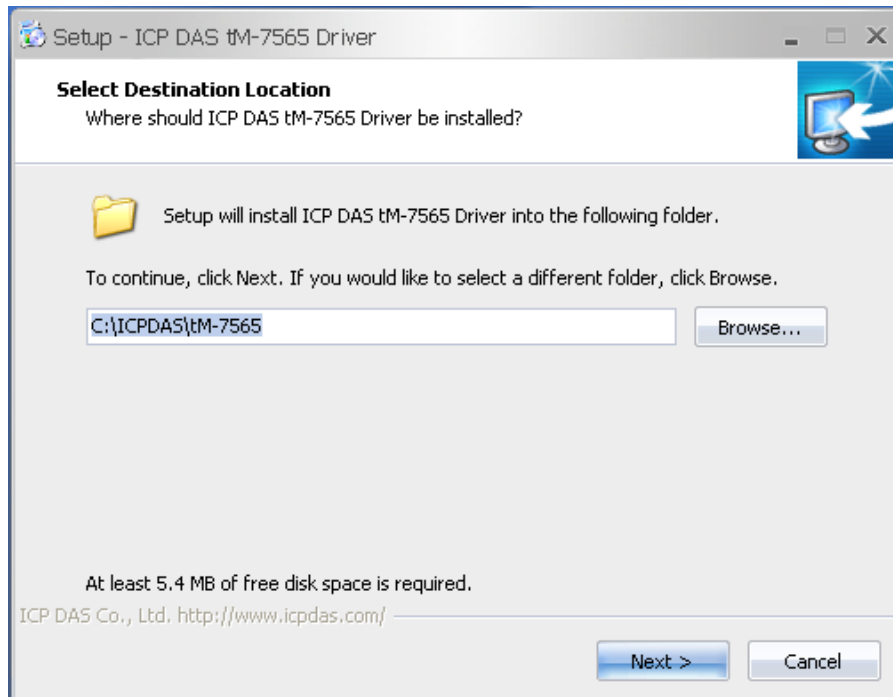 Setup - ICP DAS tM-7565 Driver
Select Destination Location
Where should ICP DAS tM-7565 Driver be installed?
Setup will install ICP DAS tM-7565 Driver into the following folder.
To continue, click Next. If you would like to select a different folder, click Browse.
C:\ICPDAS\tM-7565
Browse...
At least 5.4 MB of free disk space is required.
ICP DAS Co., Ltd. http://www.icpdas.com/
Next >
Cancel